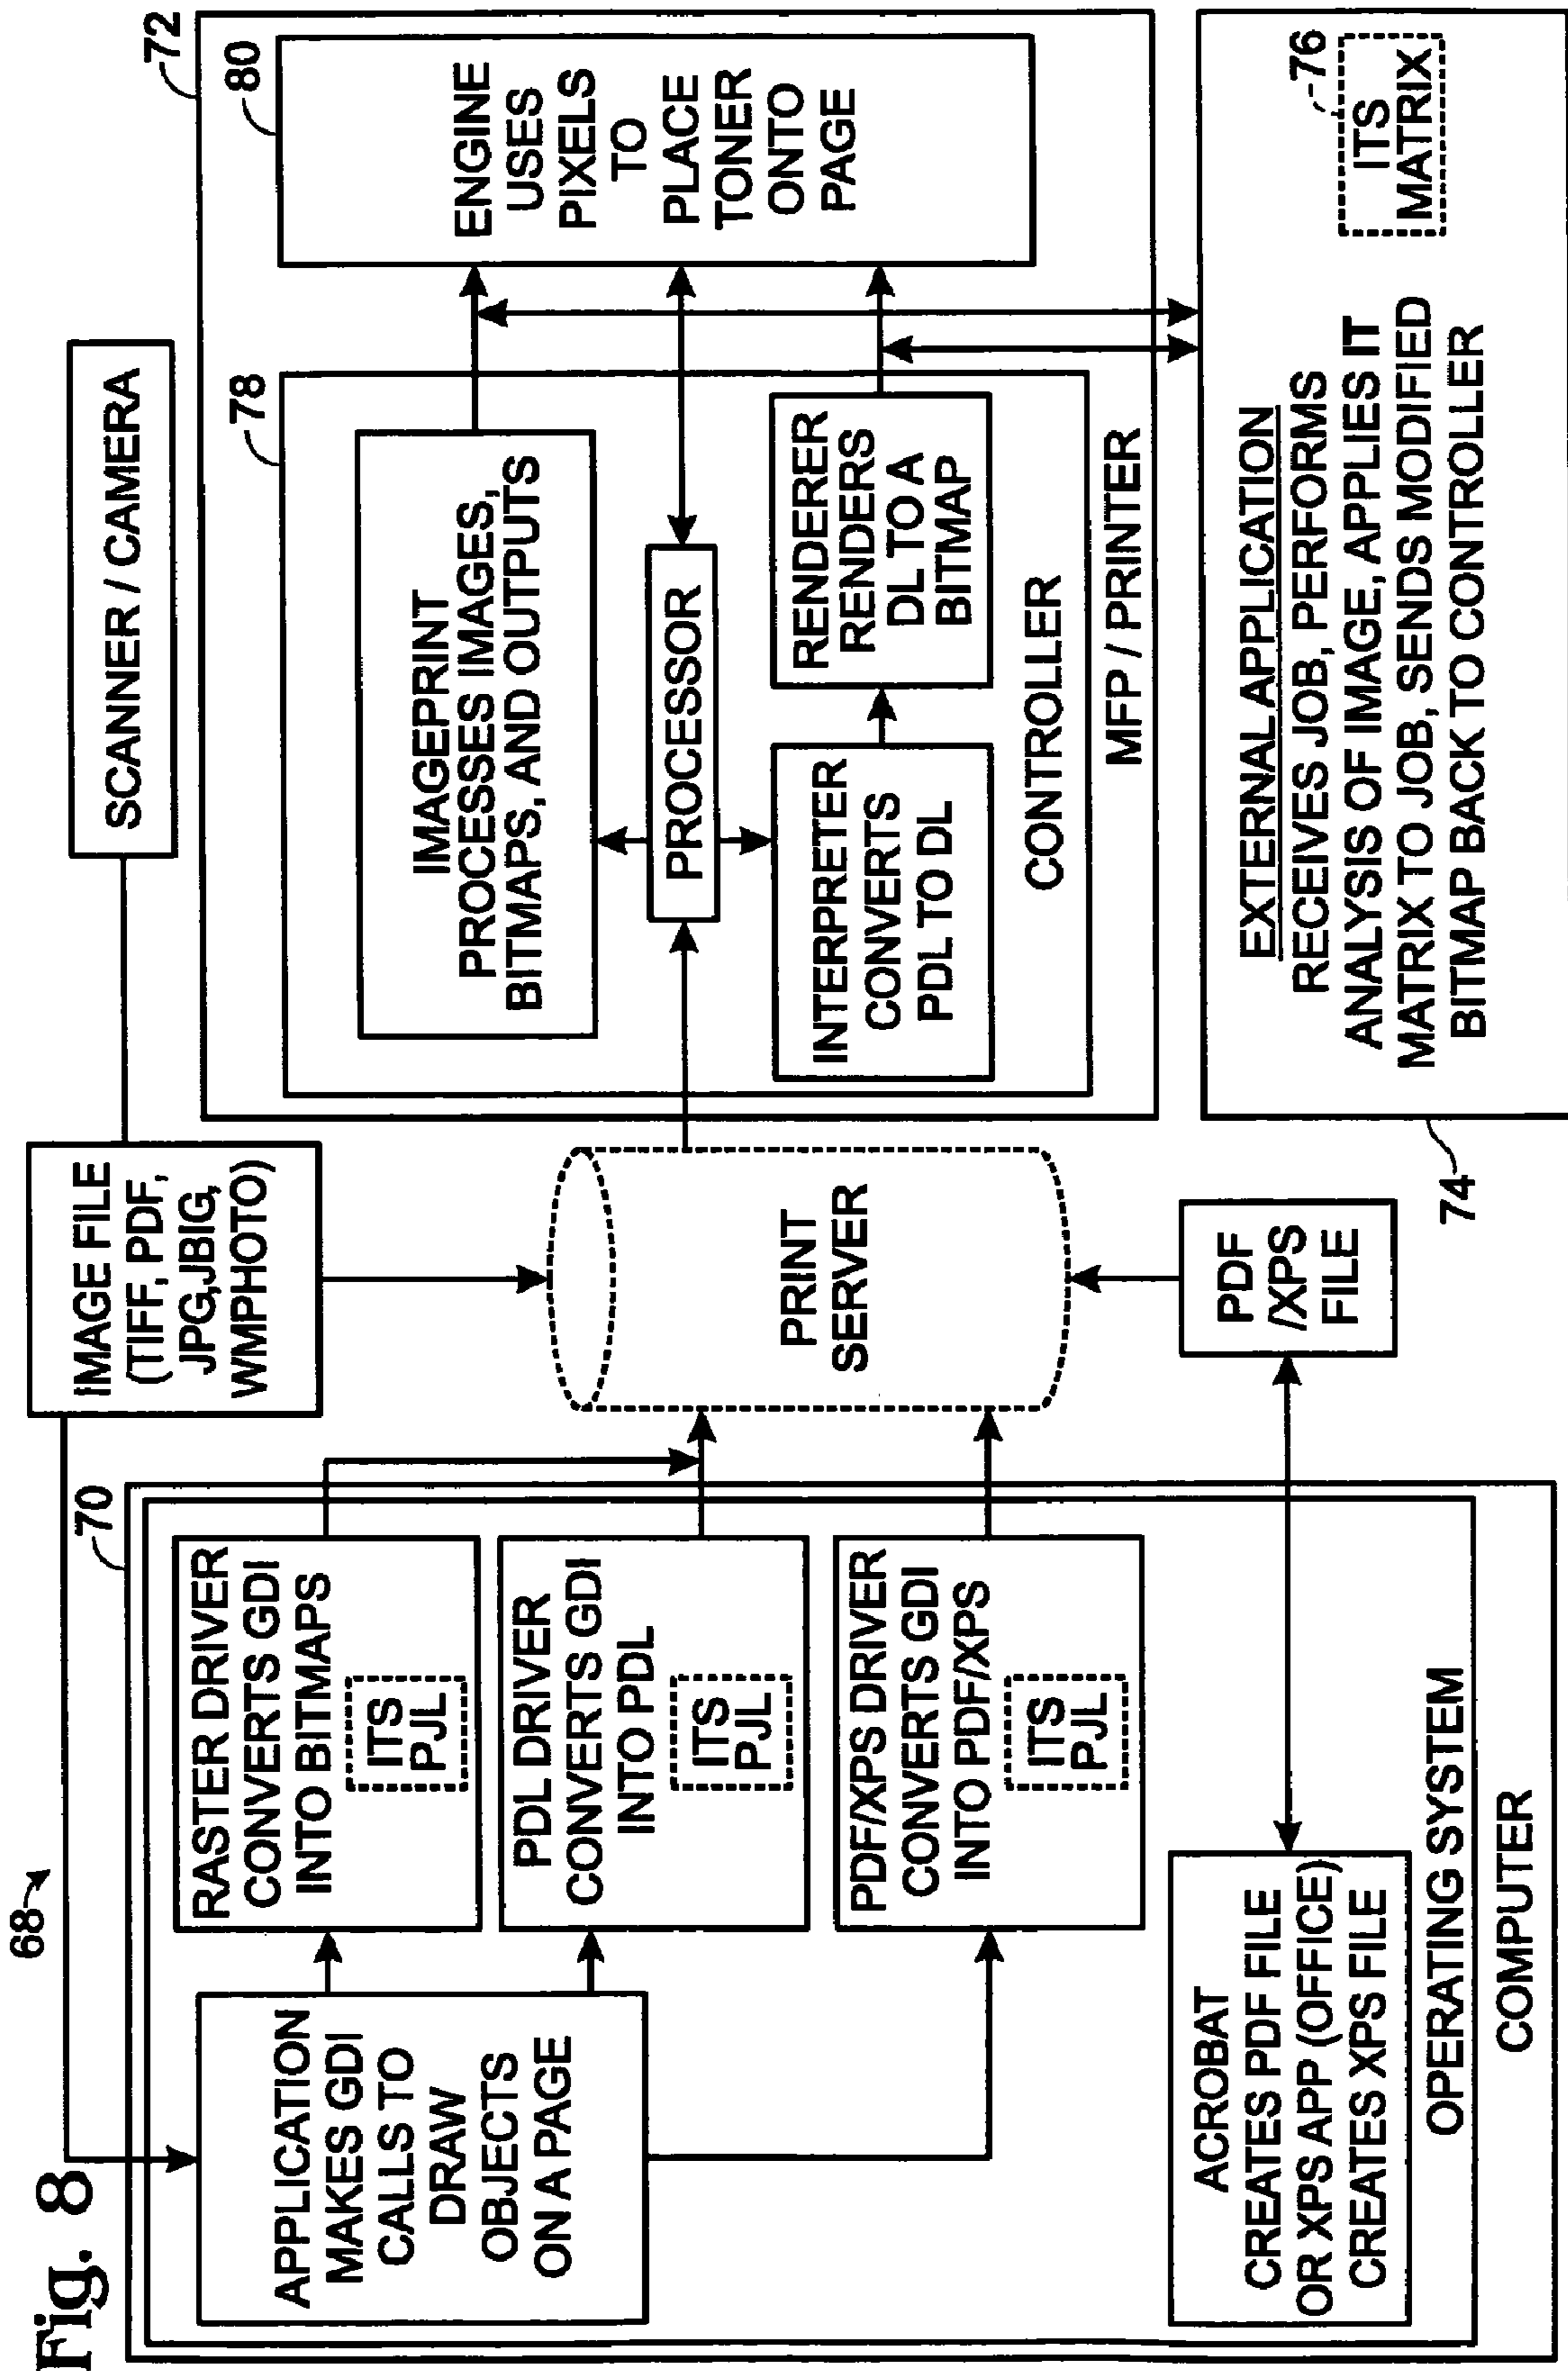 Fig. 8
68
SCANNER / CAMERA
IMAGE FILE
(TIFF, PDF,
JPG,JBIG,
WMPHOTO)
70
APPLICATION
MAKES GDI
CALLS TO
DRAW
OBJECTS
ON A PAGE
RASTER DRIVER
CONVERTS GDI
INTO BITMAPS
ITS
PJL
PDL DRIVER
CONVERTS GDI
INTO PDL
ITS
PJL
PDF/XPS DRIVER
CONVERTS GDI
INTO PDF/XPS
ITS
PJL
ACROBAT
CREATES PDF FILE
OR XPS APP (OFFICE)
CREATES XPS FILE
OPERATING SYSTEM
COMPUTER
PRINT
SERVER
PDF
/XPS
FILE
72
78
IMAGEPRINT
PROCESSES IMAGES,
BITMAPS, AND OUTPUTS
PROCESSOR
INTERPRETER
CONVERTS
PDL TO DL
RENDERER
RENDERS
DL TO A
BITMAP
CONTROLLER
80
ENGINE
USES
PIXELS
TO
PLACE
TONER
ONTO
PAGE
MFP / PRINTER
74
EXTERNAL APPLICATION
RECEIVES JOB, PERFORMS
ANALYSIS OF IMAGE, APPLIES IT
MATRIX TO JOB, SENDS MODIFIED
BITMAP BACK TO CONTROLLER
76
ITS
MATRIX